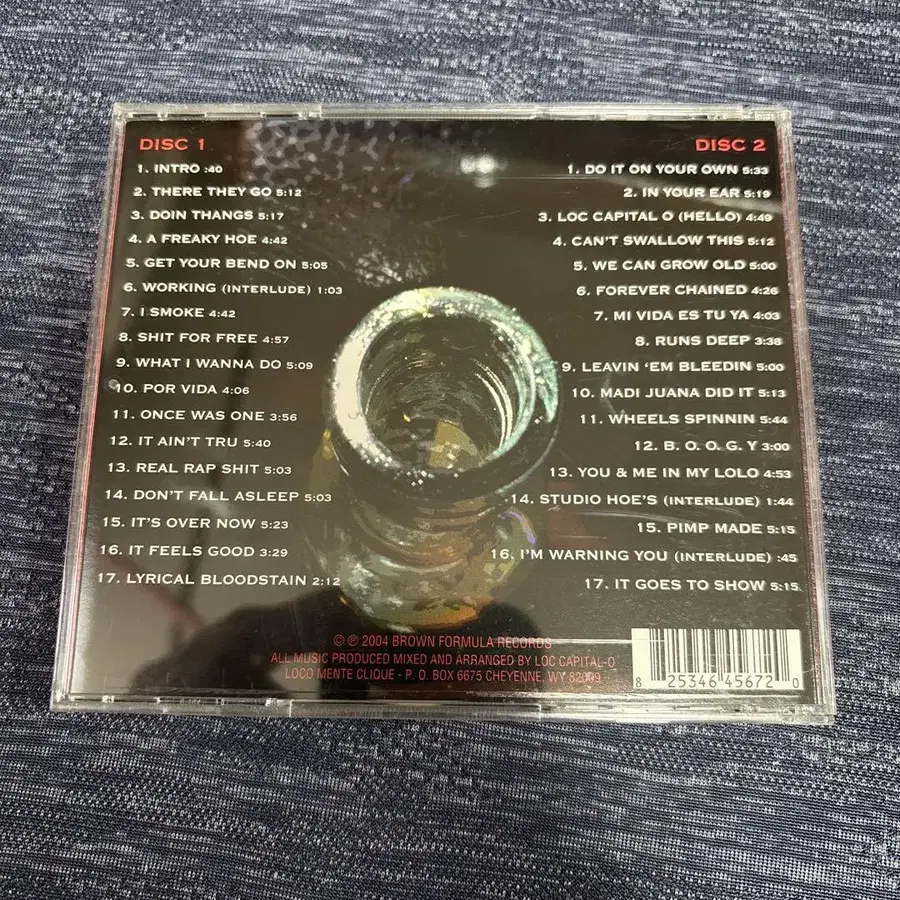 DISC 1
1. INTRO :40
2. THERE THEY GO 5:12
3. DOIN THANGS 5:17
4. A FREAKY HOE 4:42
5. GET YOUR BEND ON 5:05
6. WORKING (INTERLUDE) 1:03
7. I SMOKE 4:42
8. SHIT FOR FREE 4:57
9. WHAT I WANNA DO 5:09
10. POR VIDA 4:06
11. ONCE WAS ONE 3:56
12. IT AIN'T TRU 5:40
13. REAL RAP SHIT 5:03
14. DON'T FALL ASLEEP 5:03
15. IT'S OVER NOW 5:23
16. IT FEELS GOOD 3:29
17. LYRICAL BLOODSTAIN 2:12
DISC 2
1. DO IT ON YOUR OWN 5:33
2. IN YOUR EAR 5:19
3. LOC CAPITAL O (HELLO) 4:49
4. CAN'T SWALLOW THIS 5:12
5. WE CAN GROW OLD 5:00
6. FOREVER CHAINED 4:26
7. MI VIDA ES TU YA 4:03
8. RUNS DEEP 3:38
9. LEAVIN 'EM BLEEDIN 5:00
10. MADI JUANA DID IT 5:13
11. WHEELS SPINNIN 5:44
12. B. O. O. G. Y 3:00
13. YOU & ME IN MY LOLO 4:53
14. STUDIO HOE'S (INTERLUDE) 1:44
15. PIMP MADE 5:15
16. I'M WARNING YOU (INTERLUDE) :45
17. IT GOES TO SHOW 5:15
© ℗ 2004 BROWN FORMULA RECORDS
ALL MUSIC PRODUCED MIXED AND ARRANGED BY LOC CAPITAL-O
LOCO MENTE CLIQUE - P. O. BOX 6675 CHEYENNE, WY 82009
8 25346 45672 0